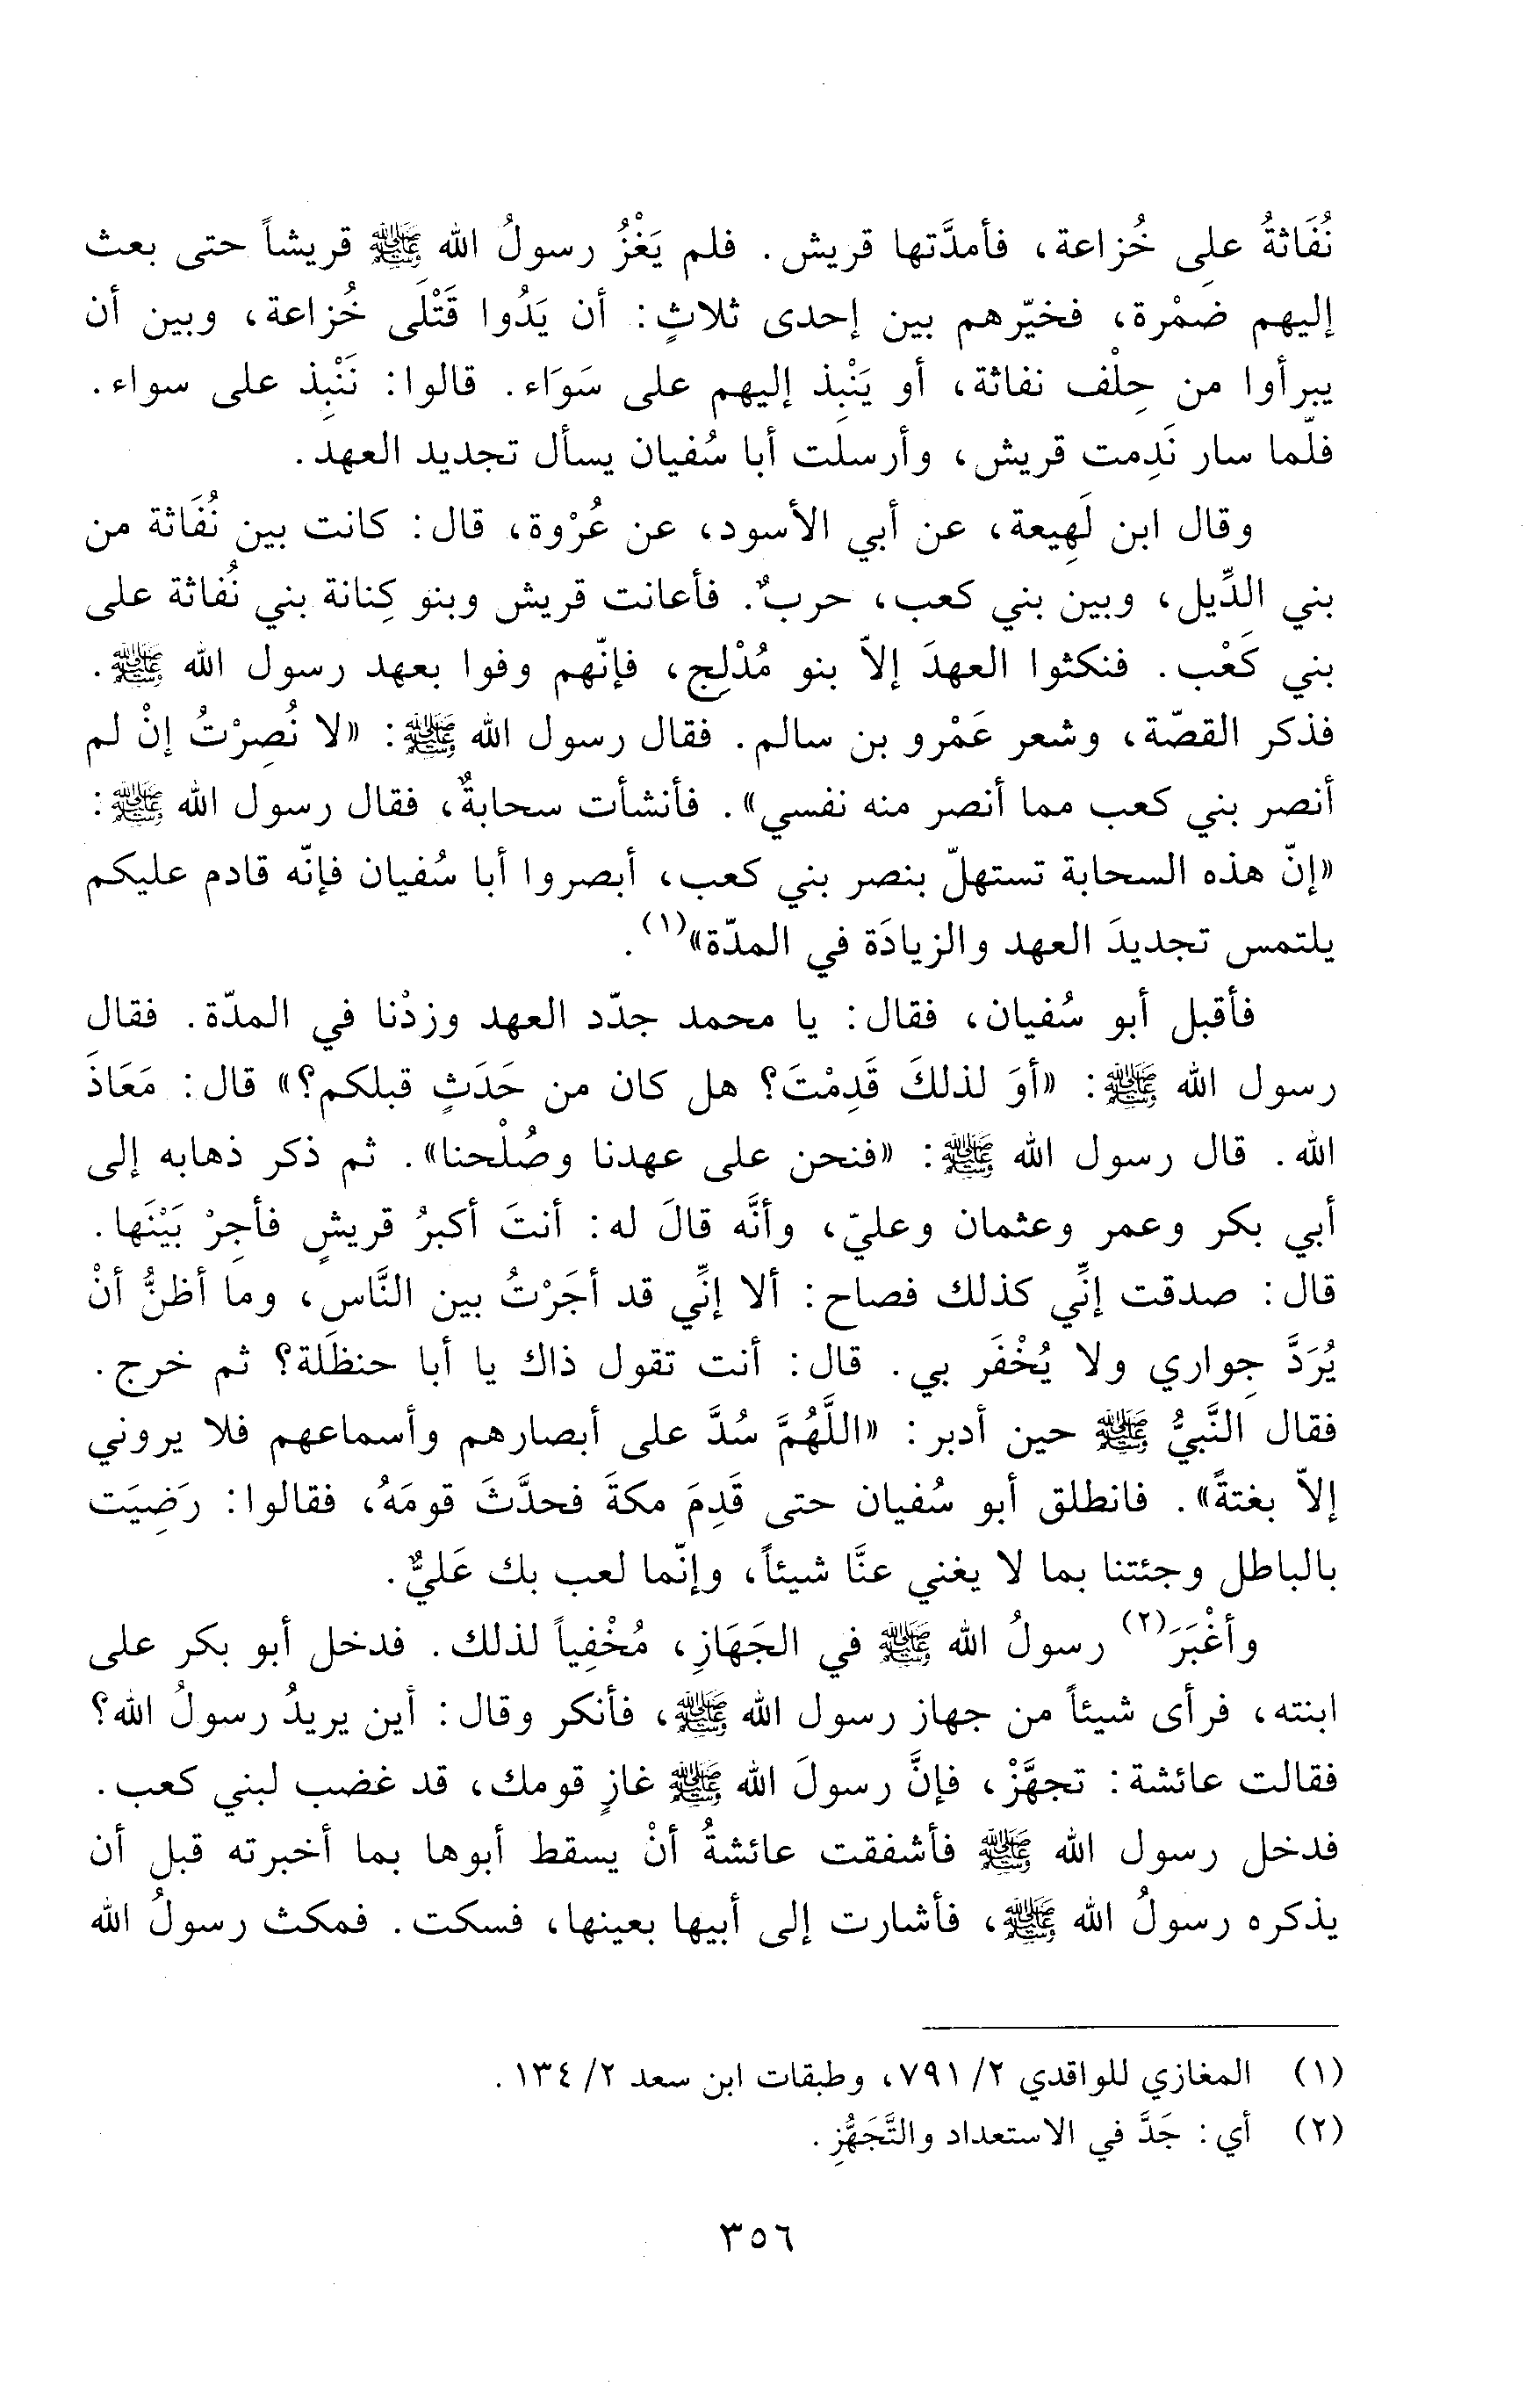 نُفَاثةُ على خُزاعة، فأمدَّتها قريش. فلم يَغْزُ رسولُ الله ﷺ قريشاً حتى بعث
إليهم ضمْرة، فخيّرهم بين إحدى ثلاثٍ: أن يَدُوا قَتْلَى خُزاعة، وبين أن
يبرأوا من حِلْف نفاثة، أو يَنْبِذ إليهم على سَوَاء. قالوا: نَنْبِذ على سواء.
فلّما سار نَدِمت قريش، وأرسلت أبا سُفيان يسأل تجديد العهد.
وقال ابن لَهِيعة، عن أبي الأسود، عن عُرْوة، قال: كانت بين نُفَاثة من
بني الدِّيل، وبين بني كعب، حربٌ. فأعانت قريش وبنو كِنانة بني نُفاثة على
بني كَعْب. فنكثوا العهدَ إلاّ بنو مُدْلِج، فإنّهم وفوا بعهد رسول الله ﷺ.
فذكر القصّة، وشعر عَمْرو بن سالم. فقال رسول الله ﷺ: «لا نُصِرْتُ إنْ لم
أنصر بني كعب مما أنصر منه نفسي». فأنشأت سحابةٌ، فقال رسول الله ﷺ:
«إنّ هذه السحابة تستهلّ بنصر بني كعب، أبصروا أبا سُفيان فإنّه قادم عليكم
يلتمس تجديدَ العهد والزيادَة في المدّة»(١).
فأقبل أبو سُفيان، فقال: يا محمد جدّد العهد وزدْنا في المدّة. فقال
رسول الله ﷺ: «أوَ لذلكَ قَدِمْتَ؟ هل كان من حَدَثٍ قبلكم؟» قال: مَعَاذَ
الله. قال رسول الله ﷺ: «فنحن على عهدنا وصُلْحنا». ثم ذكر ذهابه إلى
أبي بكر وعمر وعثمان وعليّ، وأنَّه قالَ له: أنتَ أكبرُ قريشٍ فأجِرْ بَيْنَها.
قال: صدقت إنِّي كذلك فصاح: ألا إنِّي قد أجَرْتُ بين النَّاس، وما أظنُّ أنْ
يُرَدَّ جِواري ولا يُخْفَر بي. قال: أنت تقول ذاك يا أبا حنظَلة؟ ثم خرج.
فقال النَّبيُّ ﷺ حين أدبر: «اللَّهُمَّ سُدَّ على أبصارهم وأسماعهم فلا يروني
إلاّ بغتةً». فانطلق أبو سُفيان حتى قَدِمَ مكةَ فحدَّثَ قومَهُ، فقالوا: رَضِيَت
بالباطل وجئتنا بما لا يغني عنَّا شيئاً، وإنّما لعب بك عَليٌّ.
وأغْبَرَ(٢) رسولُ الله ﷺ في الجَهَازِ، مُخْفِياً لذلك. فدخل أبو بكر على
ابنته، فرأى شيئاً من جهاز رسول الله ﷺ، فأنكر وقال: أين يريدُ رسولُ الله؟
فقالت عائشة: تجهَّزْ، فإنَّ رسولَ الله ﷺ غازٍ قومك، قد غضب لبني كعب.
فدخل رسول الله ﷺ فأشفقت عائشةُ أنْ يسقط أبوها بما أخبرته قبل أن
يذكره رسولُ الله ﷺ، فأشارت إلى أبيها بعينها، فسكت. فمكث رسولُ الله
(١) المغازي للواقدي ٢/ ٧٩١، وطبقات ابن سعد ٢/ ١٣٤.
(٢) أي: جَدَّ في الاستعداد والتَّجَهُّزِ.
٣٥٦